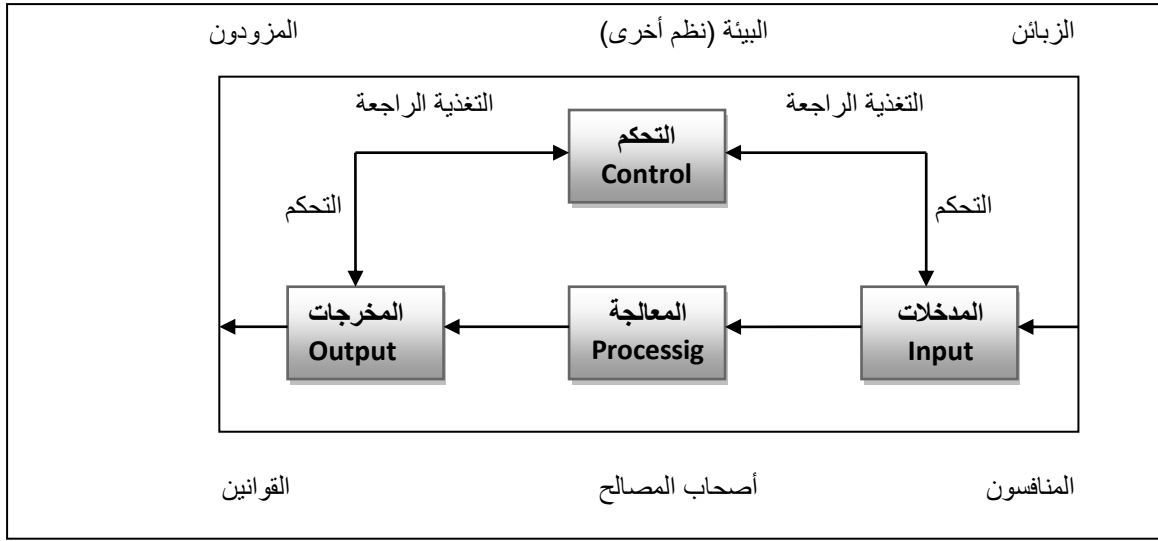 الزبائن
البيئة (نظم أخرى)
المزودون
التغذية الراجعة
التغذية الراجعة
التحكم
Control
التحكم
التحكم
المدخلات
Input
المعالجة
Processig
المخرجات
Output
المنافسون
أصحاب المصالح
القوانين